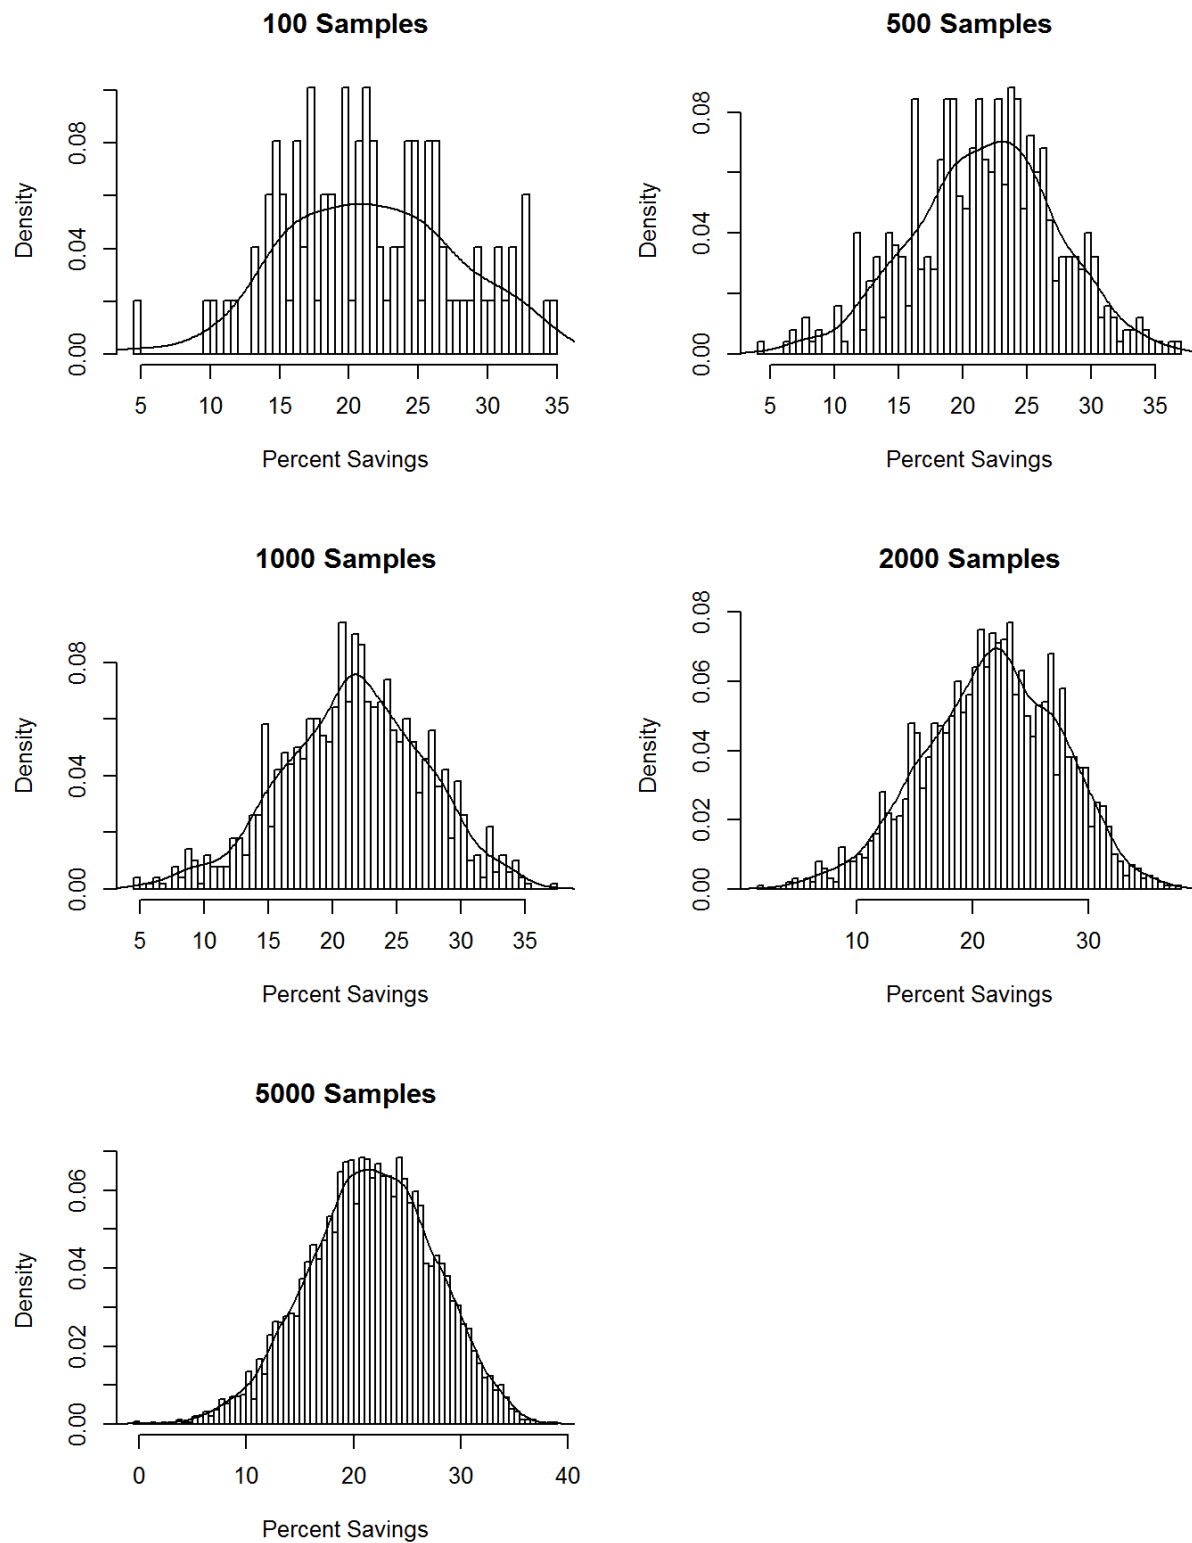 100 Samples
Density
0.00 0.04 0.08
5 10 15 20 25 30 35
Percent Savings
500 Samples
Density
0.00 0.04 0.08
5 10 15 20 25 30 35
Percent Savings
1000 Samples
Density
0.00 0.04 0.08
5 10 15 20 25 30 35
Percent Savings
2000 Samples
Density
0.00 0.02 0.04 0.06 0.08
10 20 30
Percent Savings
5000 Samples
Density
0.00 0.02 0.04 0.06
0 10 20 30 40
Percent Savings